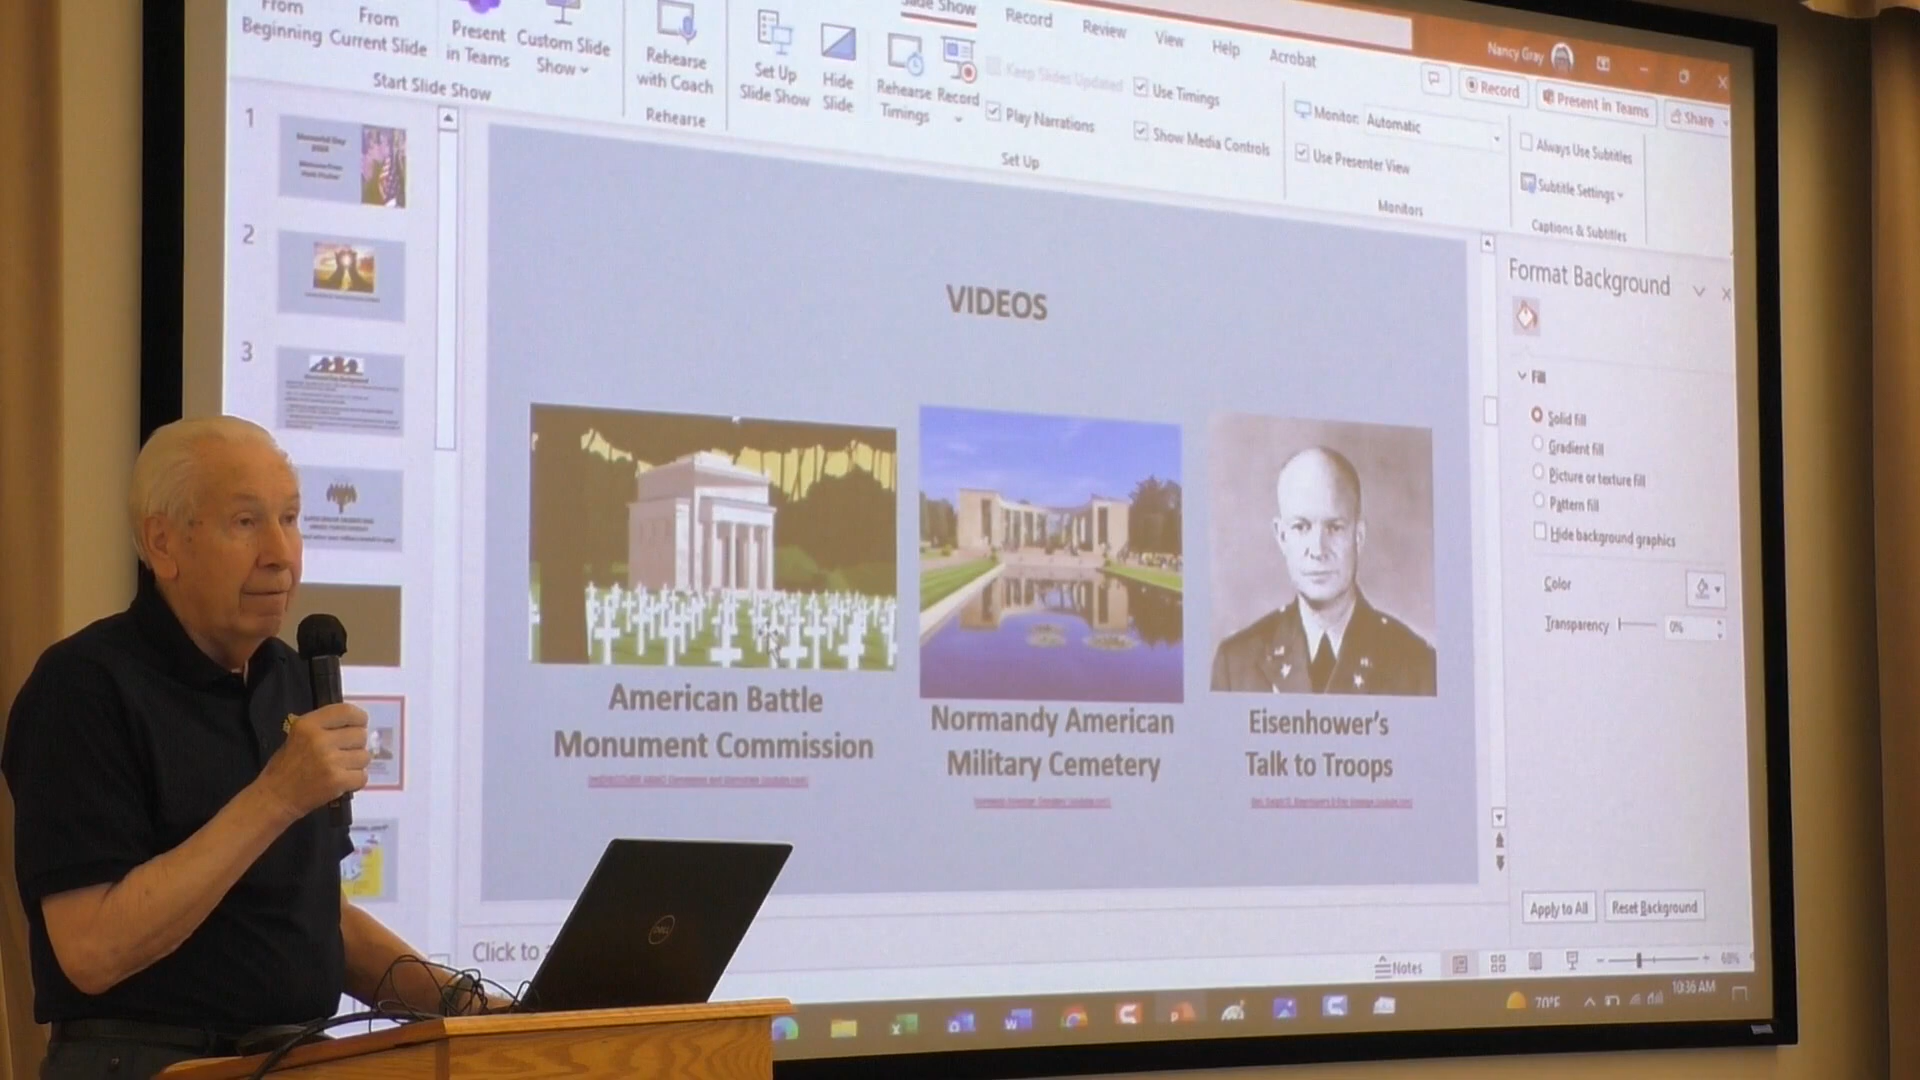 Slide Show
Record
Review
View
Help
Acrobat
Nancy Gray
From
Beginning
From
Current Slide
Present
in Teams
Custom Slide
Show
Start Slide Show
Rehearse
with Coach
Rehearse
Set Up
Slide Show
Hide
Slide
Rehearse
Timings
Record
Keep Slides Updated
Play Narrations
Use Timings
Show Media Controls
Set Up
Monitor: Automatic
Use Presenter View
Monitors
Record
Present in Teams
Share
Always Use Subtitles
Subtitle Settings
Captions & Subtitles
1
Memorial Day
2
3
VIDEOS
American Battle
Monument Commission
Normandy American
Military Cemetery
Eisenhower's
Talk to Troops
Format Background
Fill
Solid fill
Gradient fill
Picture or texture fill
Pattern fill
Hide background graphics
Color
Transparency 0%
Apply to All
Reset Background
Click to
Notes
68%
70°F
10:36 AM
DELL